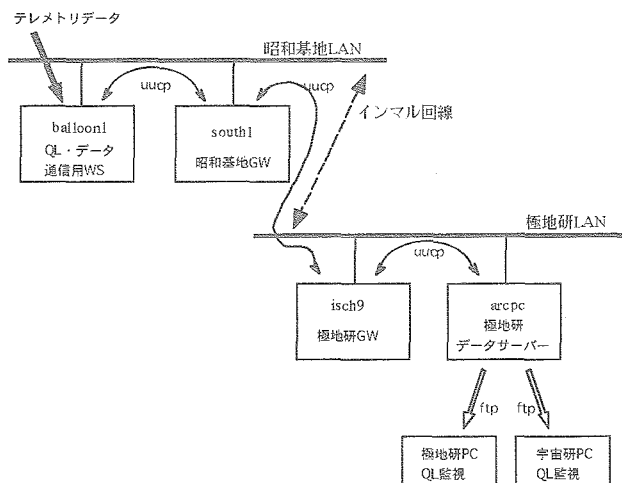 テレメトリデータ
昭和基地LAN
uucp
uucp
balloon1
QL・データ
通信用WS
south1
昭和基地GW
インマル回線
極地研LAN
uucp
isch9
極地研GW
arcpc
極地研
データサーバー
ftp
ftp
極地研PC
QL監視
宇宙研PC
QL監視